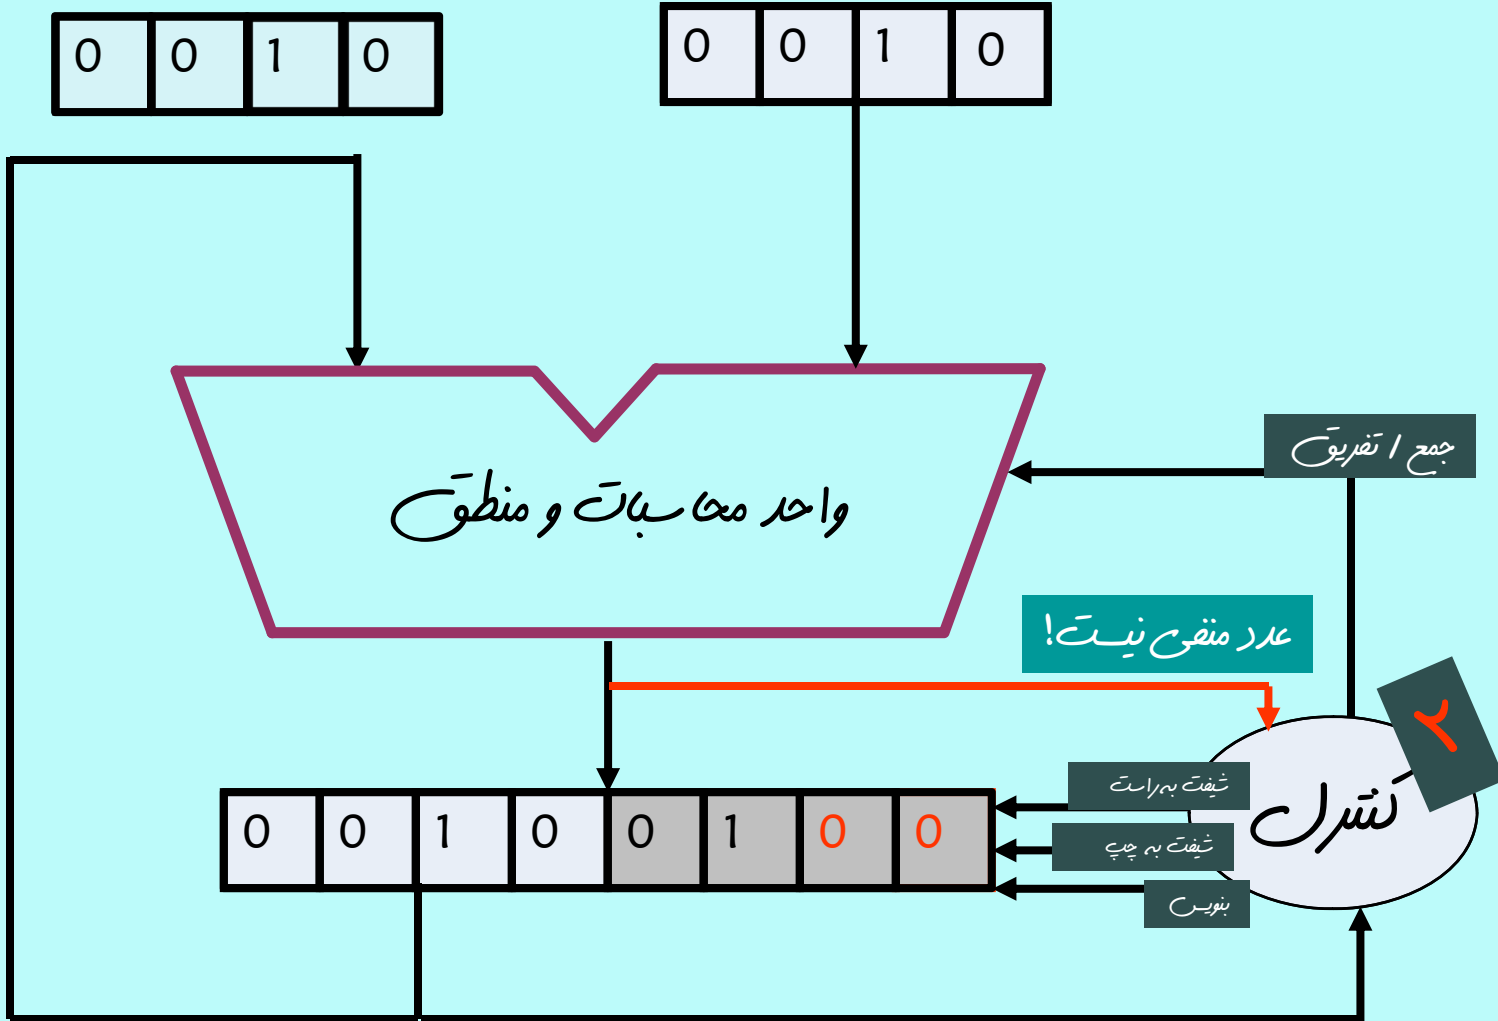 0 0 1 0
0 0 1 0
جمع / تفریق
واحد محاسبات و منطق
عدد منفی نیست!
۲
کنترل
شیفت به راست
شیفت به چپ
بنویس
0 0 1 0 0 1 0 0